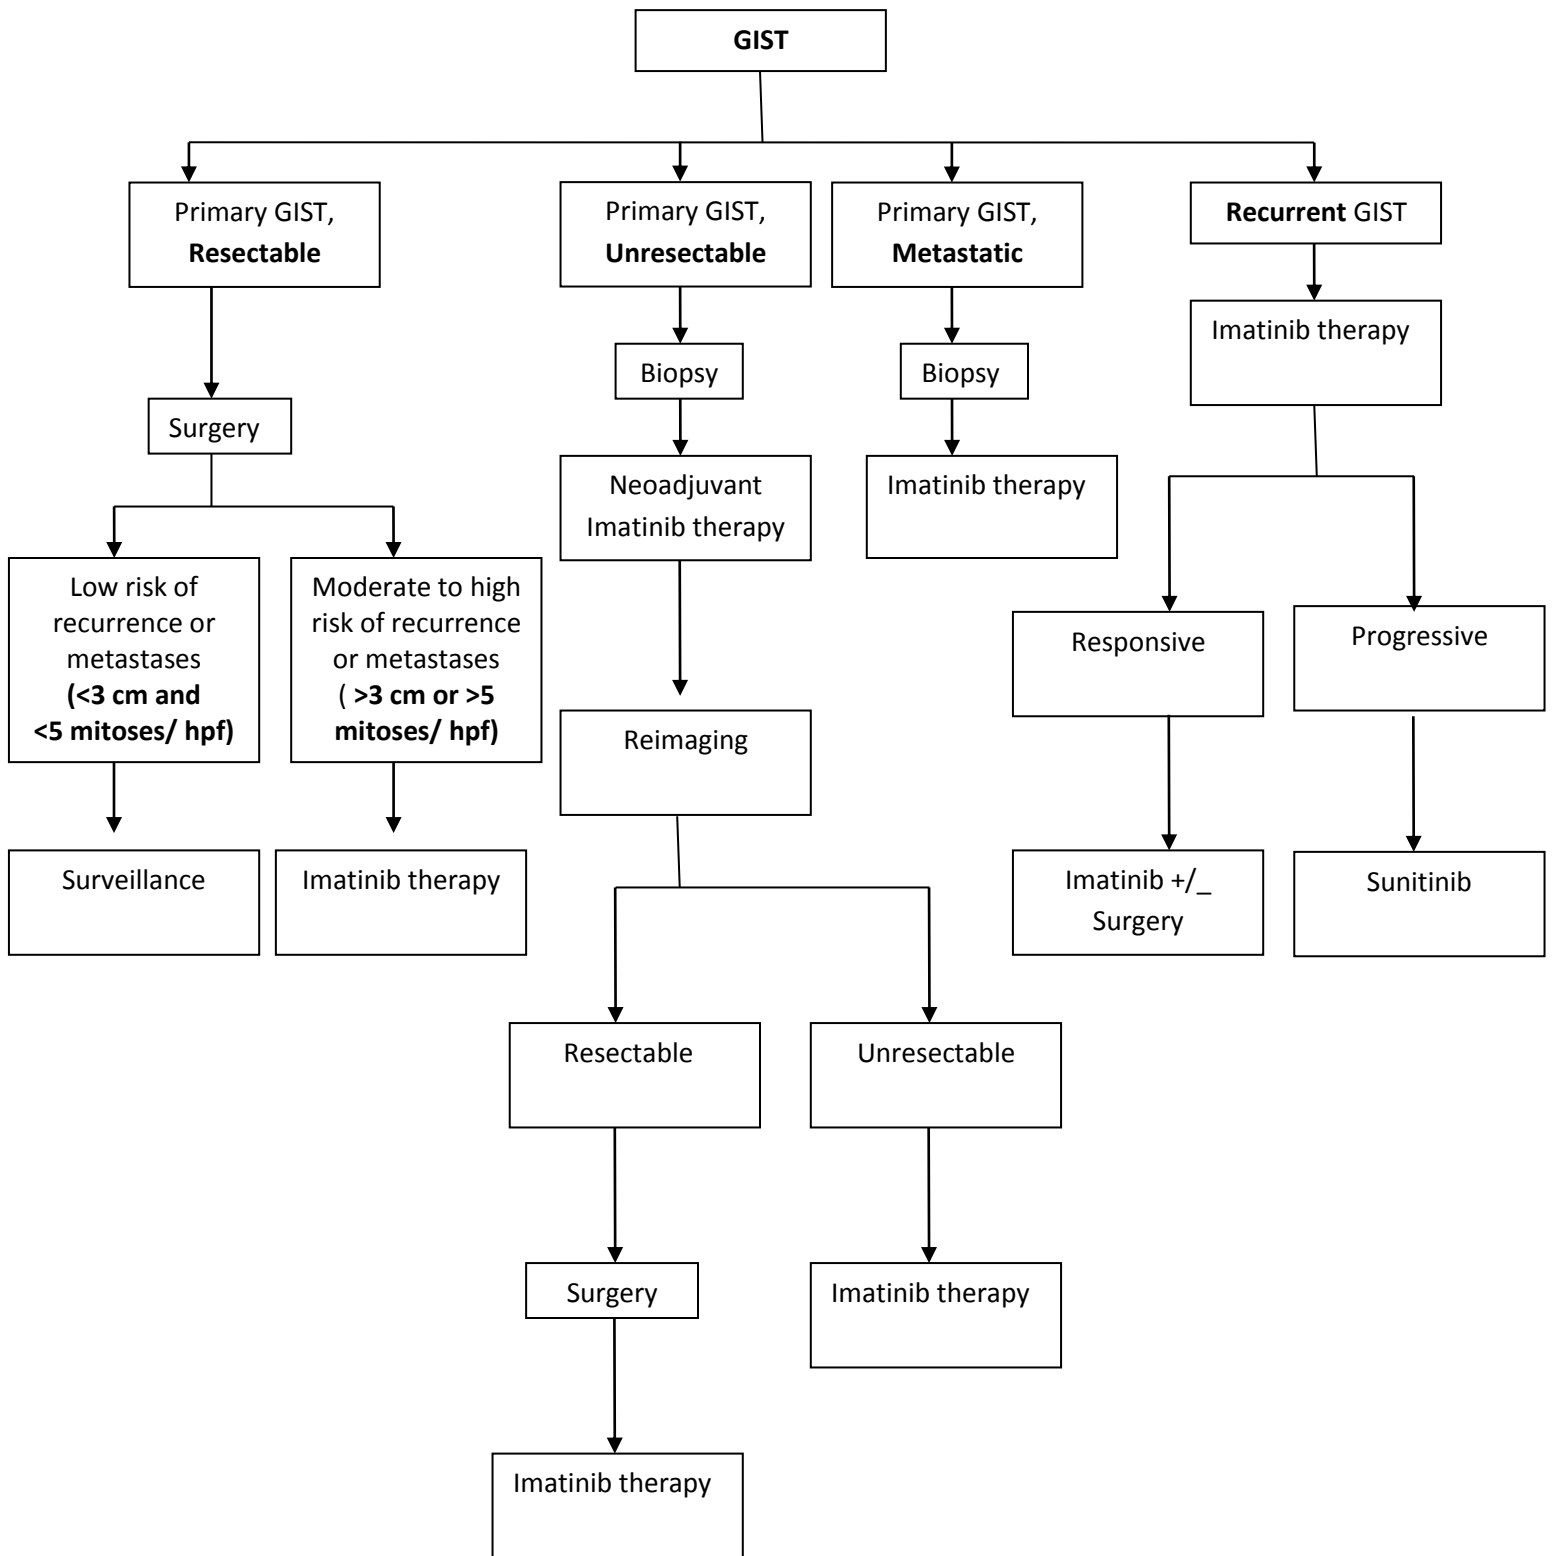 GIST
Primary GIST,
Resectable
Primary GIST,
Unresectable
Primary GIST,
Metastatic
Recurrent GIST
Imatinib therapy
Biopsy
Biopsy
Surgery
Neoadjuvant
Imatinib therapy
Imatinib therapy
Low risk of
recurrence or
metastases
(<3 cm and
<5 mitoses/ hpf)
Moderate to high
risk of recurrence
or metastases
( >3 cm or >5
mitoses/ hpf)
Responsive
Progressive
Reimaging
Surveillance
Imatinib therapy
Imatinib +/_
Surgery
Sunitinib
Resectable
Unresectable
Surgery
Imatinib therapy
Imatinib therapy